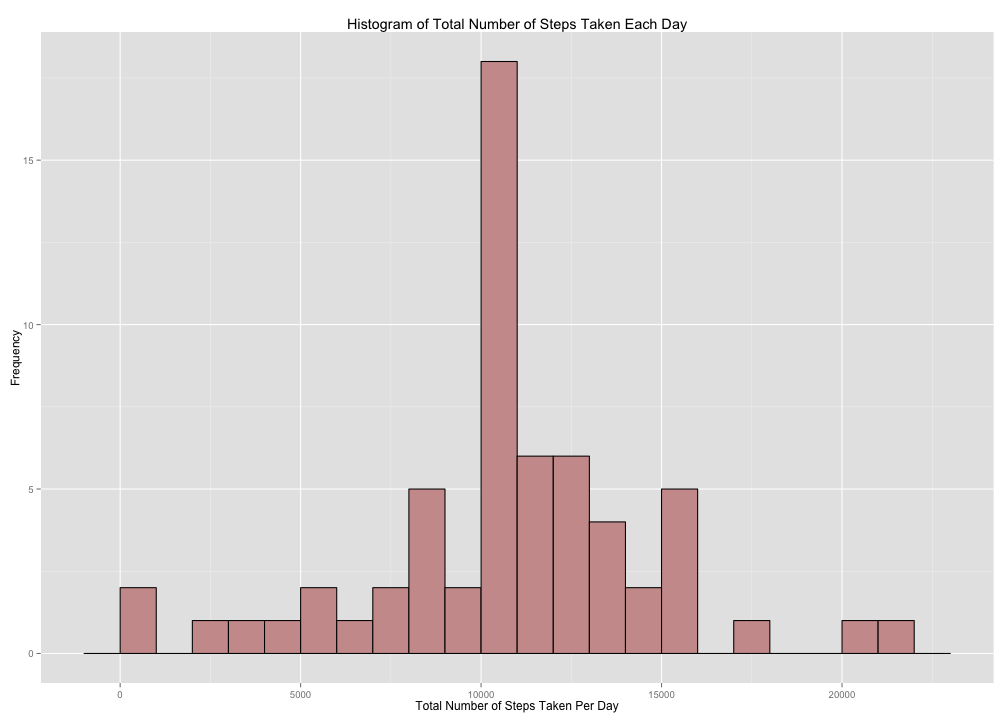 Histogram of Total Number of Steps Taken Each Day
Frequency
15
10
5
0
0 5000 10000 15000 20000
Total Number of Steps Taken Per Day